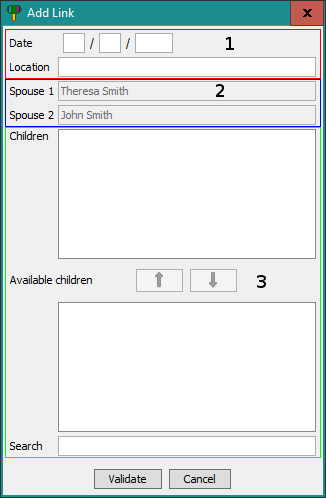 Add Link
x
Date / / 1
Location
Spouse 1 Theresa Smith 2
Spouse 2 John Smith
Children
Available children 3
Search
Validate Cancel